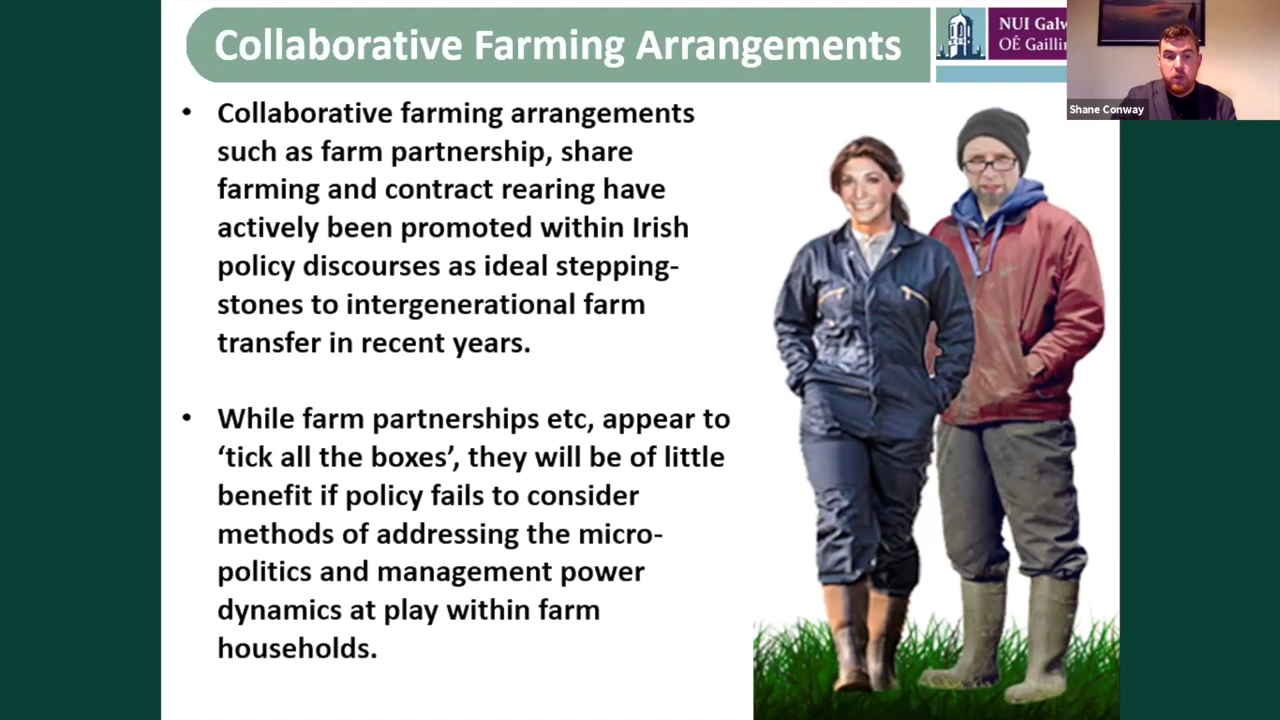 Collaborative Farming Arrangements
NUI Galw
OÉ Gaillim
Shane Conway
• Collaborative farming arrangements
such as farm partnership, share
farming and contract rearing have
actively been promoted within Irish
policy discourses as ideal stepping-
stones to intergenerational farm
transfer in recent years.
• While farm partnerships etc, appear to
‘tick all the boxes’, they will be of little
benefit if policy fails to consider
methods of addressing the micro-
politics and management power
dynamics at play within farm
households.